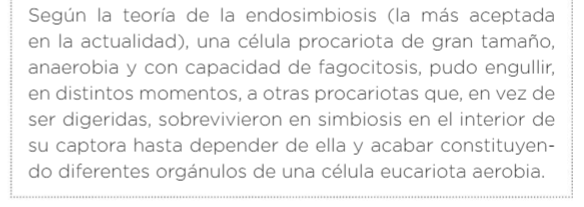 Según la teoría de la endosimbiosis (la más aceptada
en la actualidad), una célula procariota de gran tamaño,
anaerobia y con capacidad de fagocitosis, pudo engullir,
en distintos momentos, a otras procariotas que, en vez de
ser digeridas, sobrevivieron en simbiosis en el interior de
su captora hasta depender de ella y acabar constituyen-
do diferentes orgánulos de una célula eucariota aerobia.